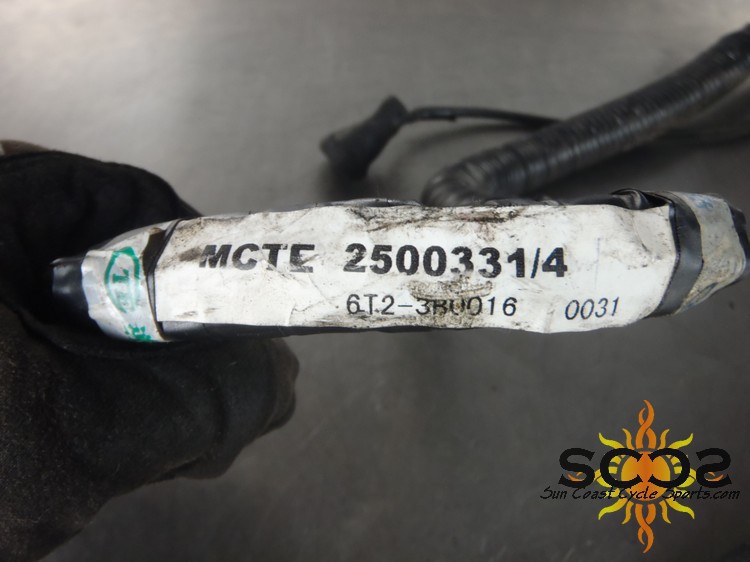 MCTE 2500331/4
6T2-3BU016 0031
SCCS
Sun Coast Cycle Sports.com